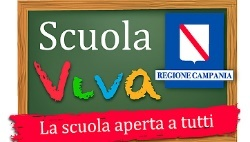 Scuola
Viva
REGIONE CAMPANIA
La scuola aperta a tutti